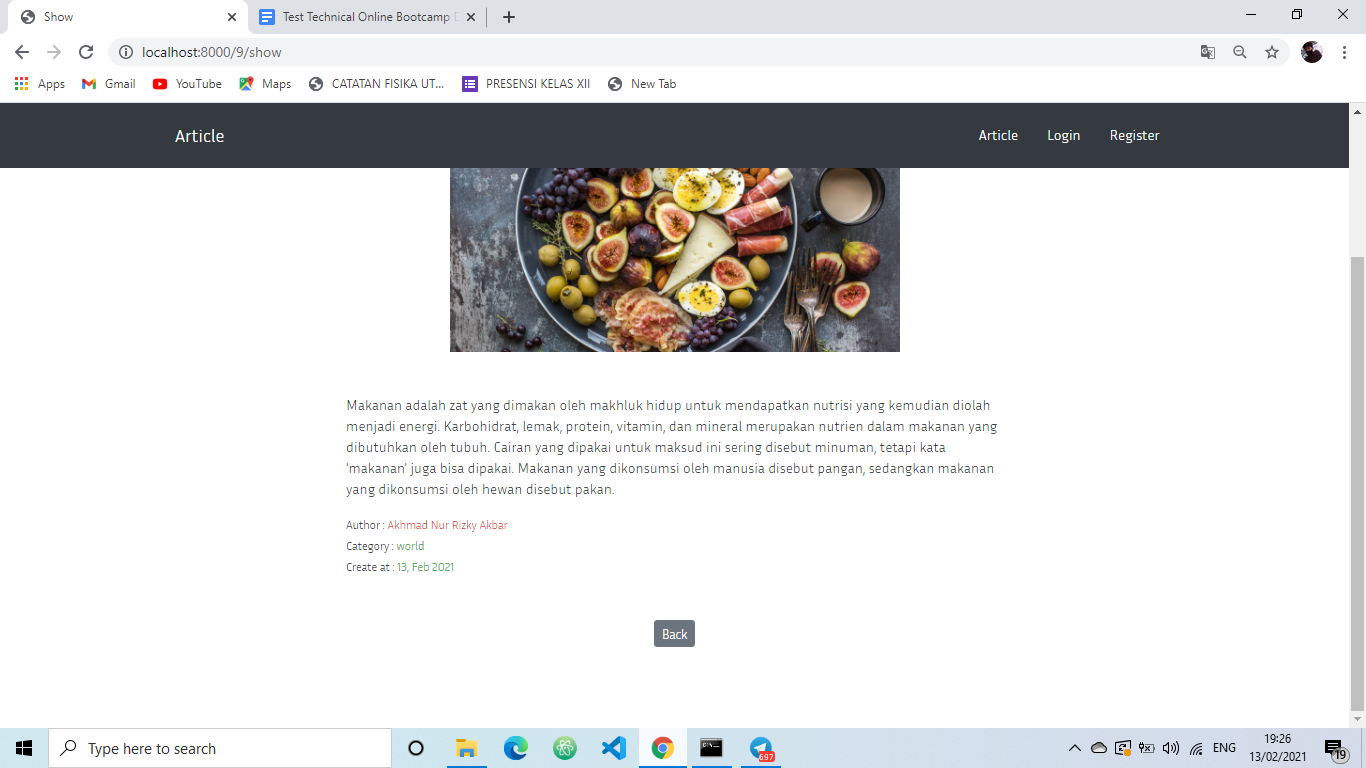 Show
Test Technical Online Bootcamp
localhost:8000/9/show
Apps
Gmail
YouTube
Maps
CATATAN FISIKA UT...
PRESENSI KELAS XII
New Tab
Article
Article
Login
Register
Makanan adalah zat yang dimakan oleh makhluk hidup untuk mendapatkan nutrisi yang kemudian diolah
menjadi energi. Karbohidrat, lemak, protein, vitamin, dan mineral merupakan nutrien dalam makanan yang
dibutuhkan oleh tubuh. Cairan yang dipakai untuk maksud ini sering disebut minuman, tetapi kata
'makanan' juga bisa dipakai. Makanan yang dikonsumsi oleh manusia disebut pangan, sedangkan makanan
yang dikonsumsi oleh hewan disebut pakan.
Author : Akhmad Nur Rizky Akbar
Category : world
Create at : 13, Feb 2021
Back
Type here to search
697
ENG
19:26
13/02/2021
19